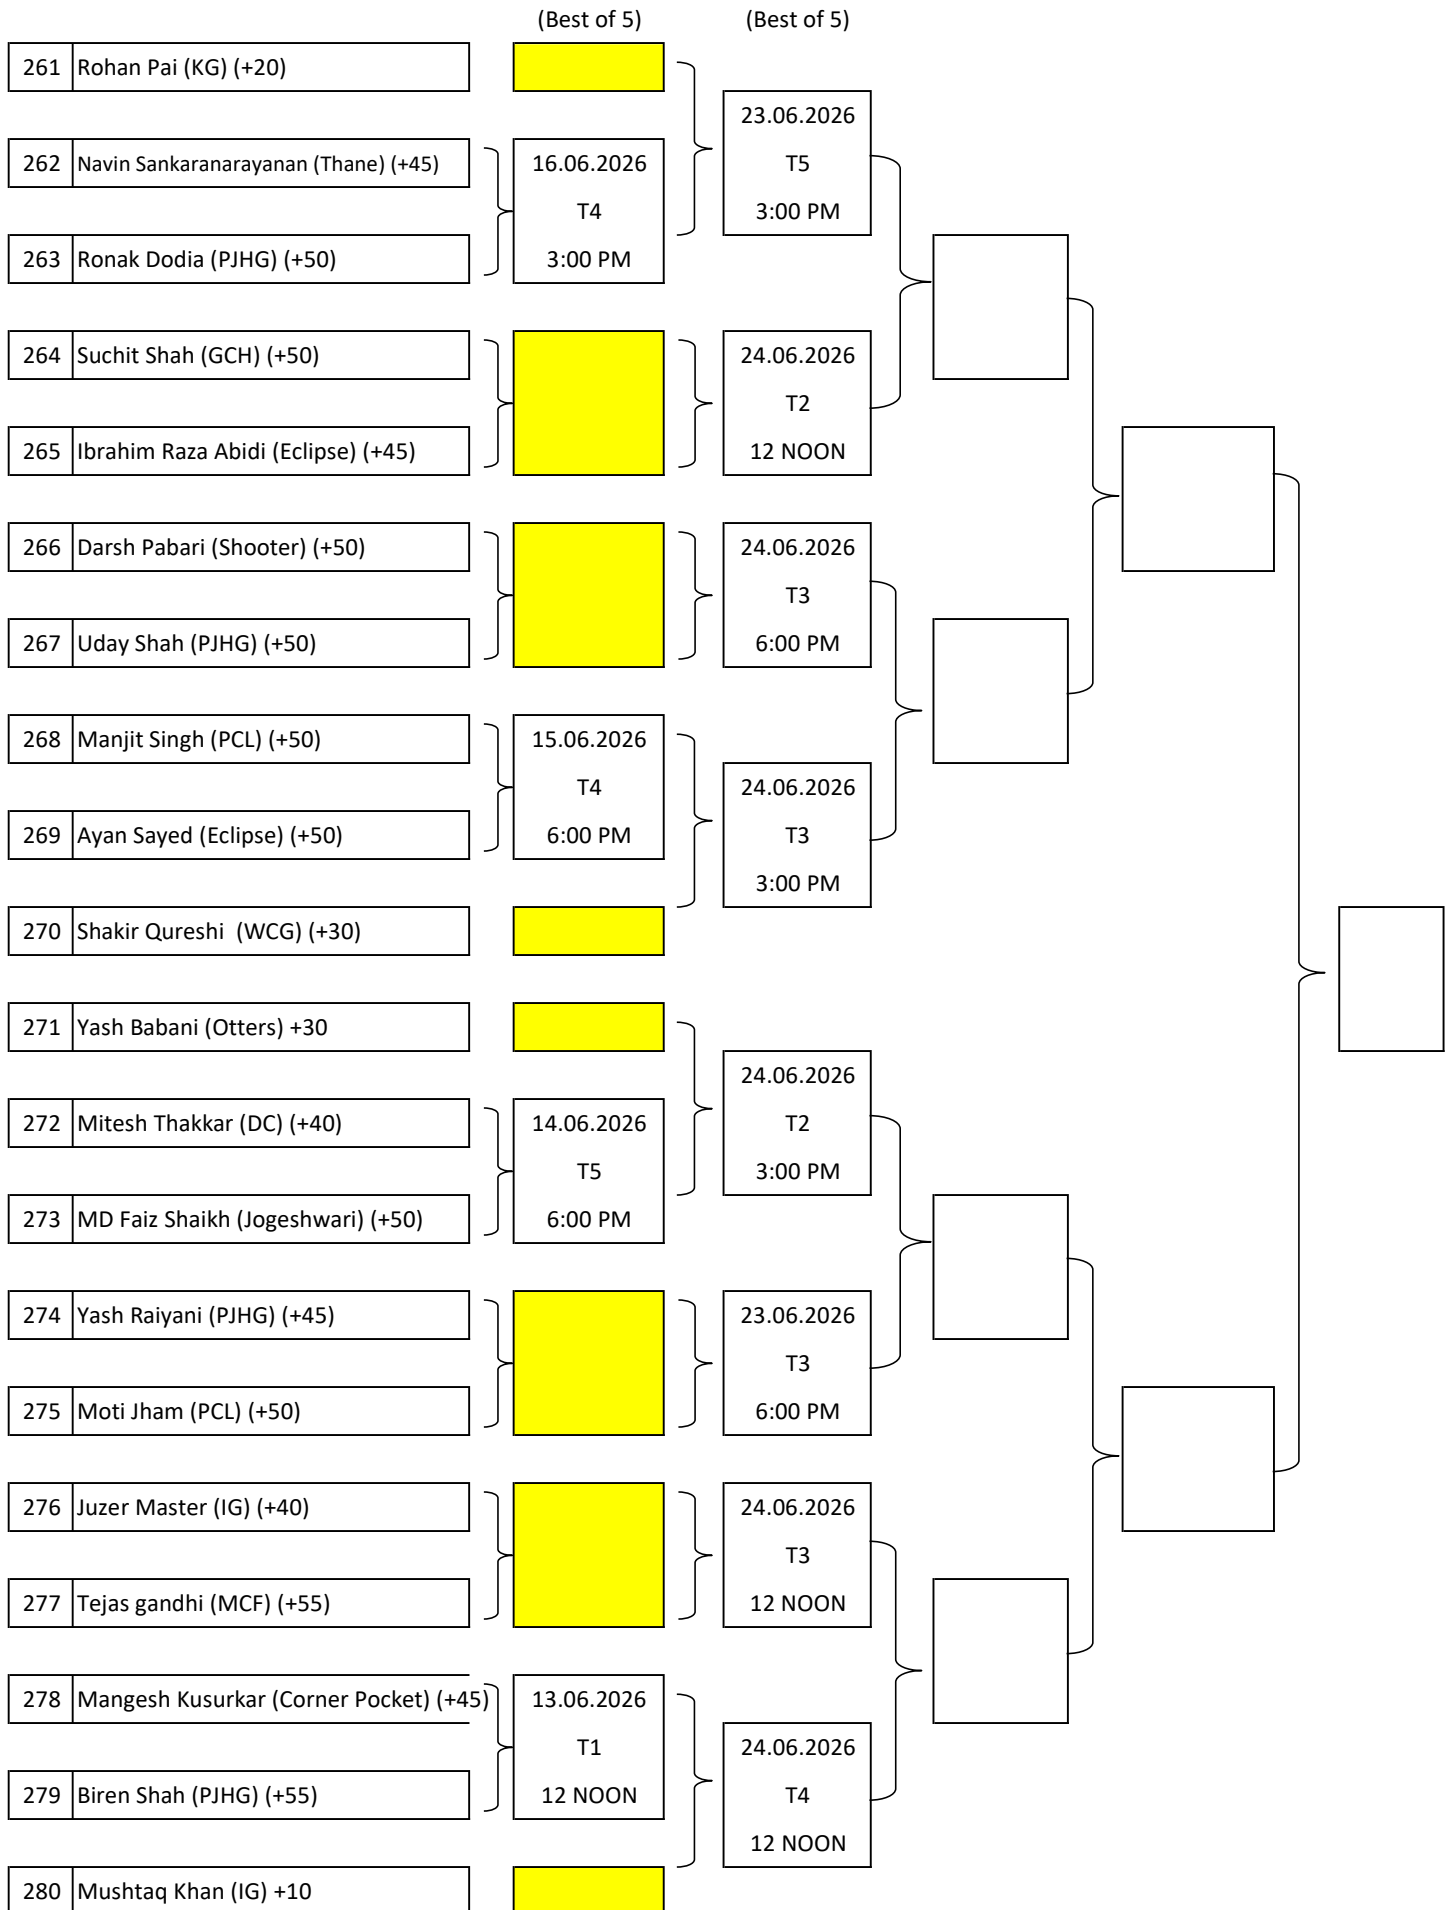 (Best of 5) (Best of 5)
261 Rohan Pai (KG) (+20)
23.06.2026
262 Navin Sankaranarayanan (Thane) (+45) 16.06.2026 T5
T4 3:00 PM
263 Ronak Dodia (PJHG) (+50) 3:00 PM
264 Suchit Shah (GCH) (+50) 24.06.2026
T2
265 Ibrahim Raza Abidi (Eclipse) (+45) 12 NOON
266 Darsh Pabari (Shooter) (+50) 24.06.2026
T3
267 Uday Shah (PJHG) (+50) 6:00 PM
268 Manjit Singh (PCL) (+50) 15.06.2026
T4 24.06.2026
269 Ayan Sayed (Eclipse) (+50) 6:00 PM T3
3:00 PM
270 Shakir Qureshi  (WCG) (+30)
271 Yash Babani (Otters) +30
24.06.2026
272 Mitesh Thakkar (DC) (+40) 14.06.2026 T2
T5 3:00 PM
273 MD Faiz Shaikh (Jogeshwari) (+50) 6:00 PM
274 Yash Raiyani (PJHG) (+45) 23.06.2026
T3
275 Moti Jham (PCL) (+50) 6:00 PM
276 Juzer Master (IG) (+40) 24.06.2026
T3
277 Tejas gandhi (MCF) (+55) 12 NOON
278 Mangesh Kusurkar (Corner Pocket) (+45) 13.06.2026
T1 24.06.2026
279 Biren Shah (PJHG) (+55) 12 NOON T4
12 NOON
280 Mushtaq Khan (IG) +10